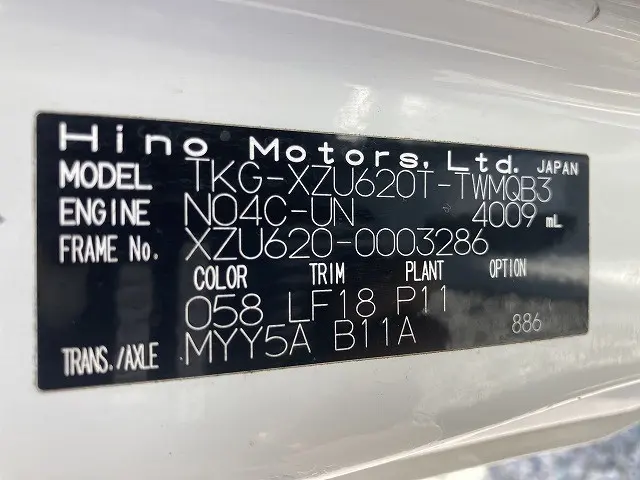 Hino Motors, Ltd. JAPAN
MODEL TKG-XZU620T-TWMQB3
ENGINE N04C-UN 4009 mL
FRAME No. XZU620-0003286
COLOR TRIM PLANT OPTION
058 LF18 P11 886
TRANS./AXLE MYY5A B11A